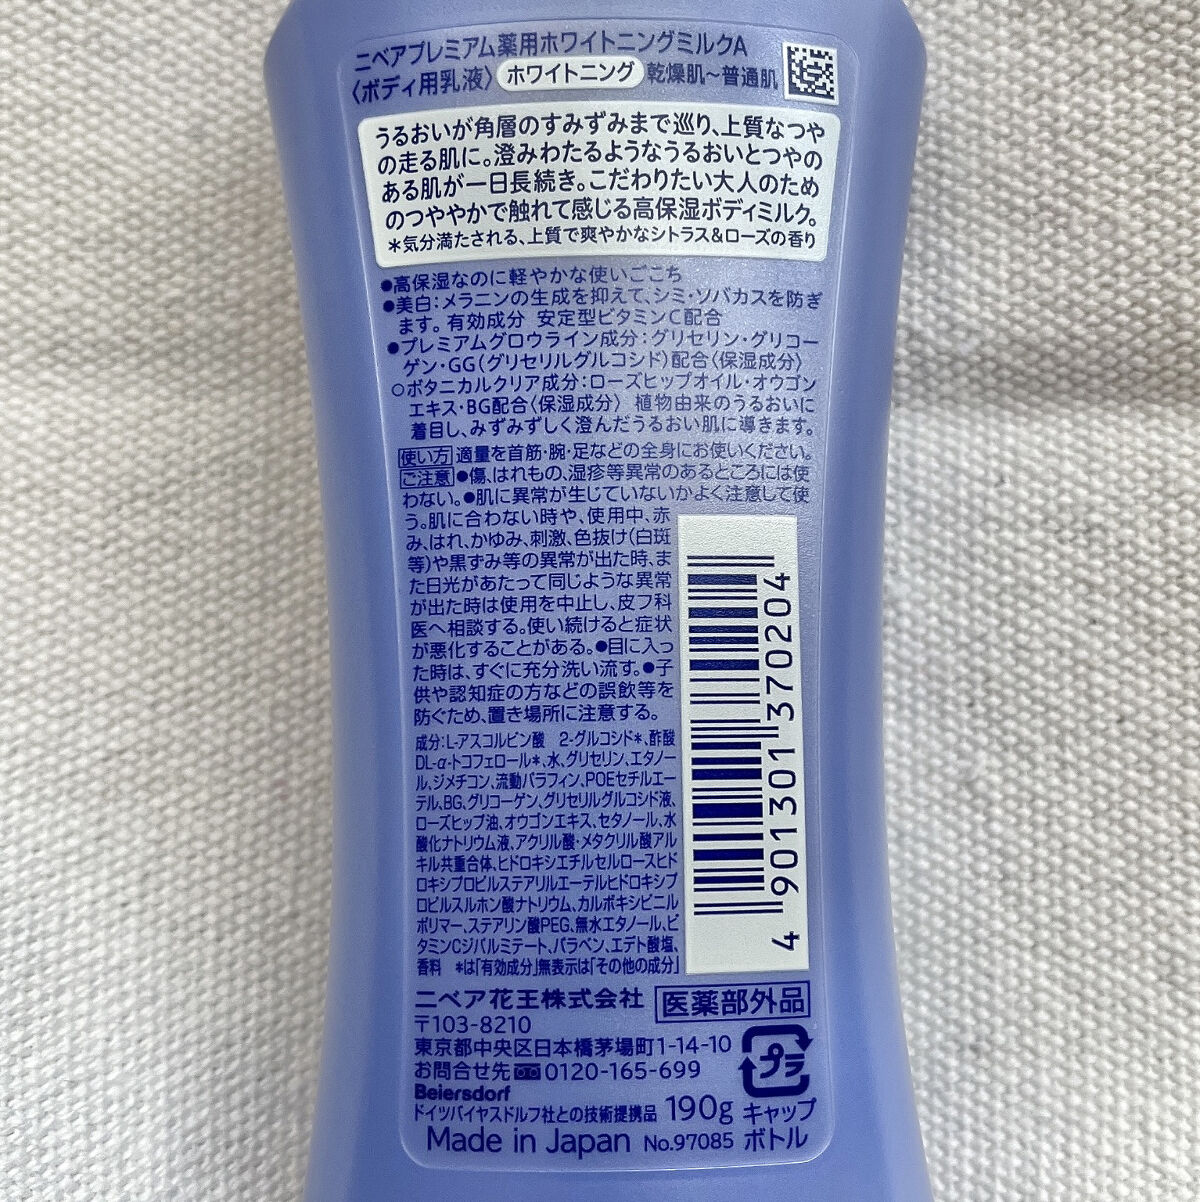 ニベアプレミアム薬用ホワイトニングミルクA
〈ボディ用乳液〉 ホワイトニング 乾燥肌~普通肌
うるおいが角層のすみずみまで巡り、上質なつや
の走る肌に。澄みわたるようなうるおいとつやの
ある肌が一日長続き。こだわりたい大人のため
のつややかで触れて感じる高保湿ボディミルク。
*気分満たされる、上質で爽やかなシトラス&ローズの香り
●高保湿なのに軽やかな使いごこち
●美白:メラニンの生成を抑えて、シミ・ソバカスを防ぎ
ます。有効成分 安定型ビタミンC配合
●プレミアムグロウライン成分:グリセリン・グリコー
ゲン・GG(グリセリルグルコシド)配合〈保湿成分〉
○ボタニカルクリア成分:ローズヒップオイル・オウゴン
エキス・BG配合〈保湿成分〉 植物由来のうるおいに
着目し、みずみずしく澄んだうるおい肌に導きます。
使い方 適量を首筋・腕・足などの全身にお使いください。
ご注意 ●傷、はれもの、湿疹等異常のあるところには使
わない。●肌に異常が生じていないかよく注意して使
う。肌に合わない時や、使用中、赤
み、はれ、かゆみ、刺激、色抜け(白斑
等)や黒ずみ等の異常が出た時、ま
た日光があたって同じような異常
が出た時は使用を中止し、皮フ科
医へ相談する。使い続けると症状
が悪化することがある。●目に入っ
た時は、すぐに充分洗い流す。●子
供や認知症の方などの誤飲等を
防ぐため、置き場所に注意する。
成分:L-アスコルビン酸 2-グルコシド*、酢酸
DL-α-トコフェロール*、水、グリセリン、エタノー
ル、ジメチコン、流動パラフィン、POEセチルエー
テル、BG、グリコーゲン、グリセリルグルコシド液、
ローズヒップ油、オウゴンエキス、セタノール、水
酸化ナトリウム液、アクリル酸・メタクリル酸アル
キル共重合体、ヒドロキシエチルセルロースヒド
ロキシプロピルステアリルエーテルヒドロキシプ
ロピルスルホン酸ナトリウム、カルボキシビニル
ポリマー、ステアリン酸PEG、無水エタノール、ビ
タミンCジパルミテート、パラベン、エデト酸塩、
香料 *は「有効成分」無表示は「その他の成分」
4 901301 370204
ニベア花王株式会社 医薬部外品
〒103-8210
東京都中央区日本橋茅場町1-14-10
お問合せ先 0120-165-699
Beiersdorf
ドイツバイヤスドルフ社との技術提携品 190g
Made in Japan No.97085
プラ
キャップ
ボトル